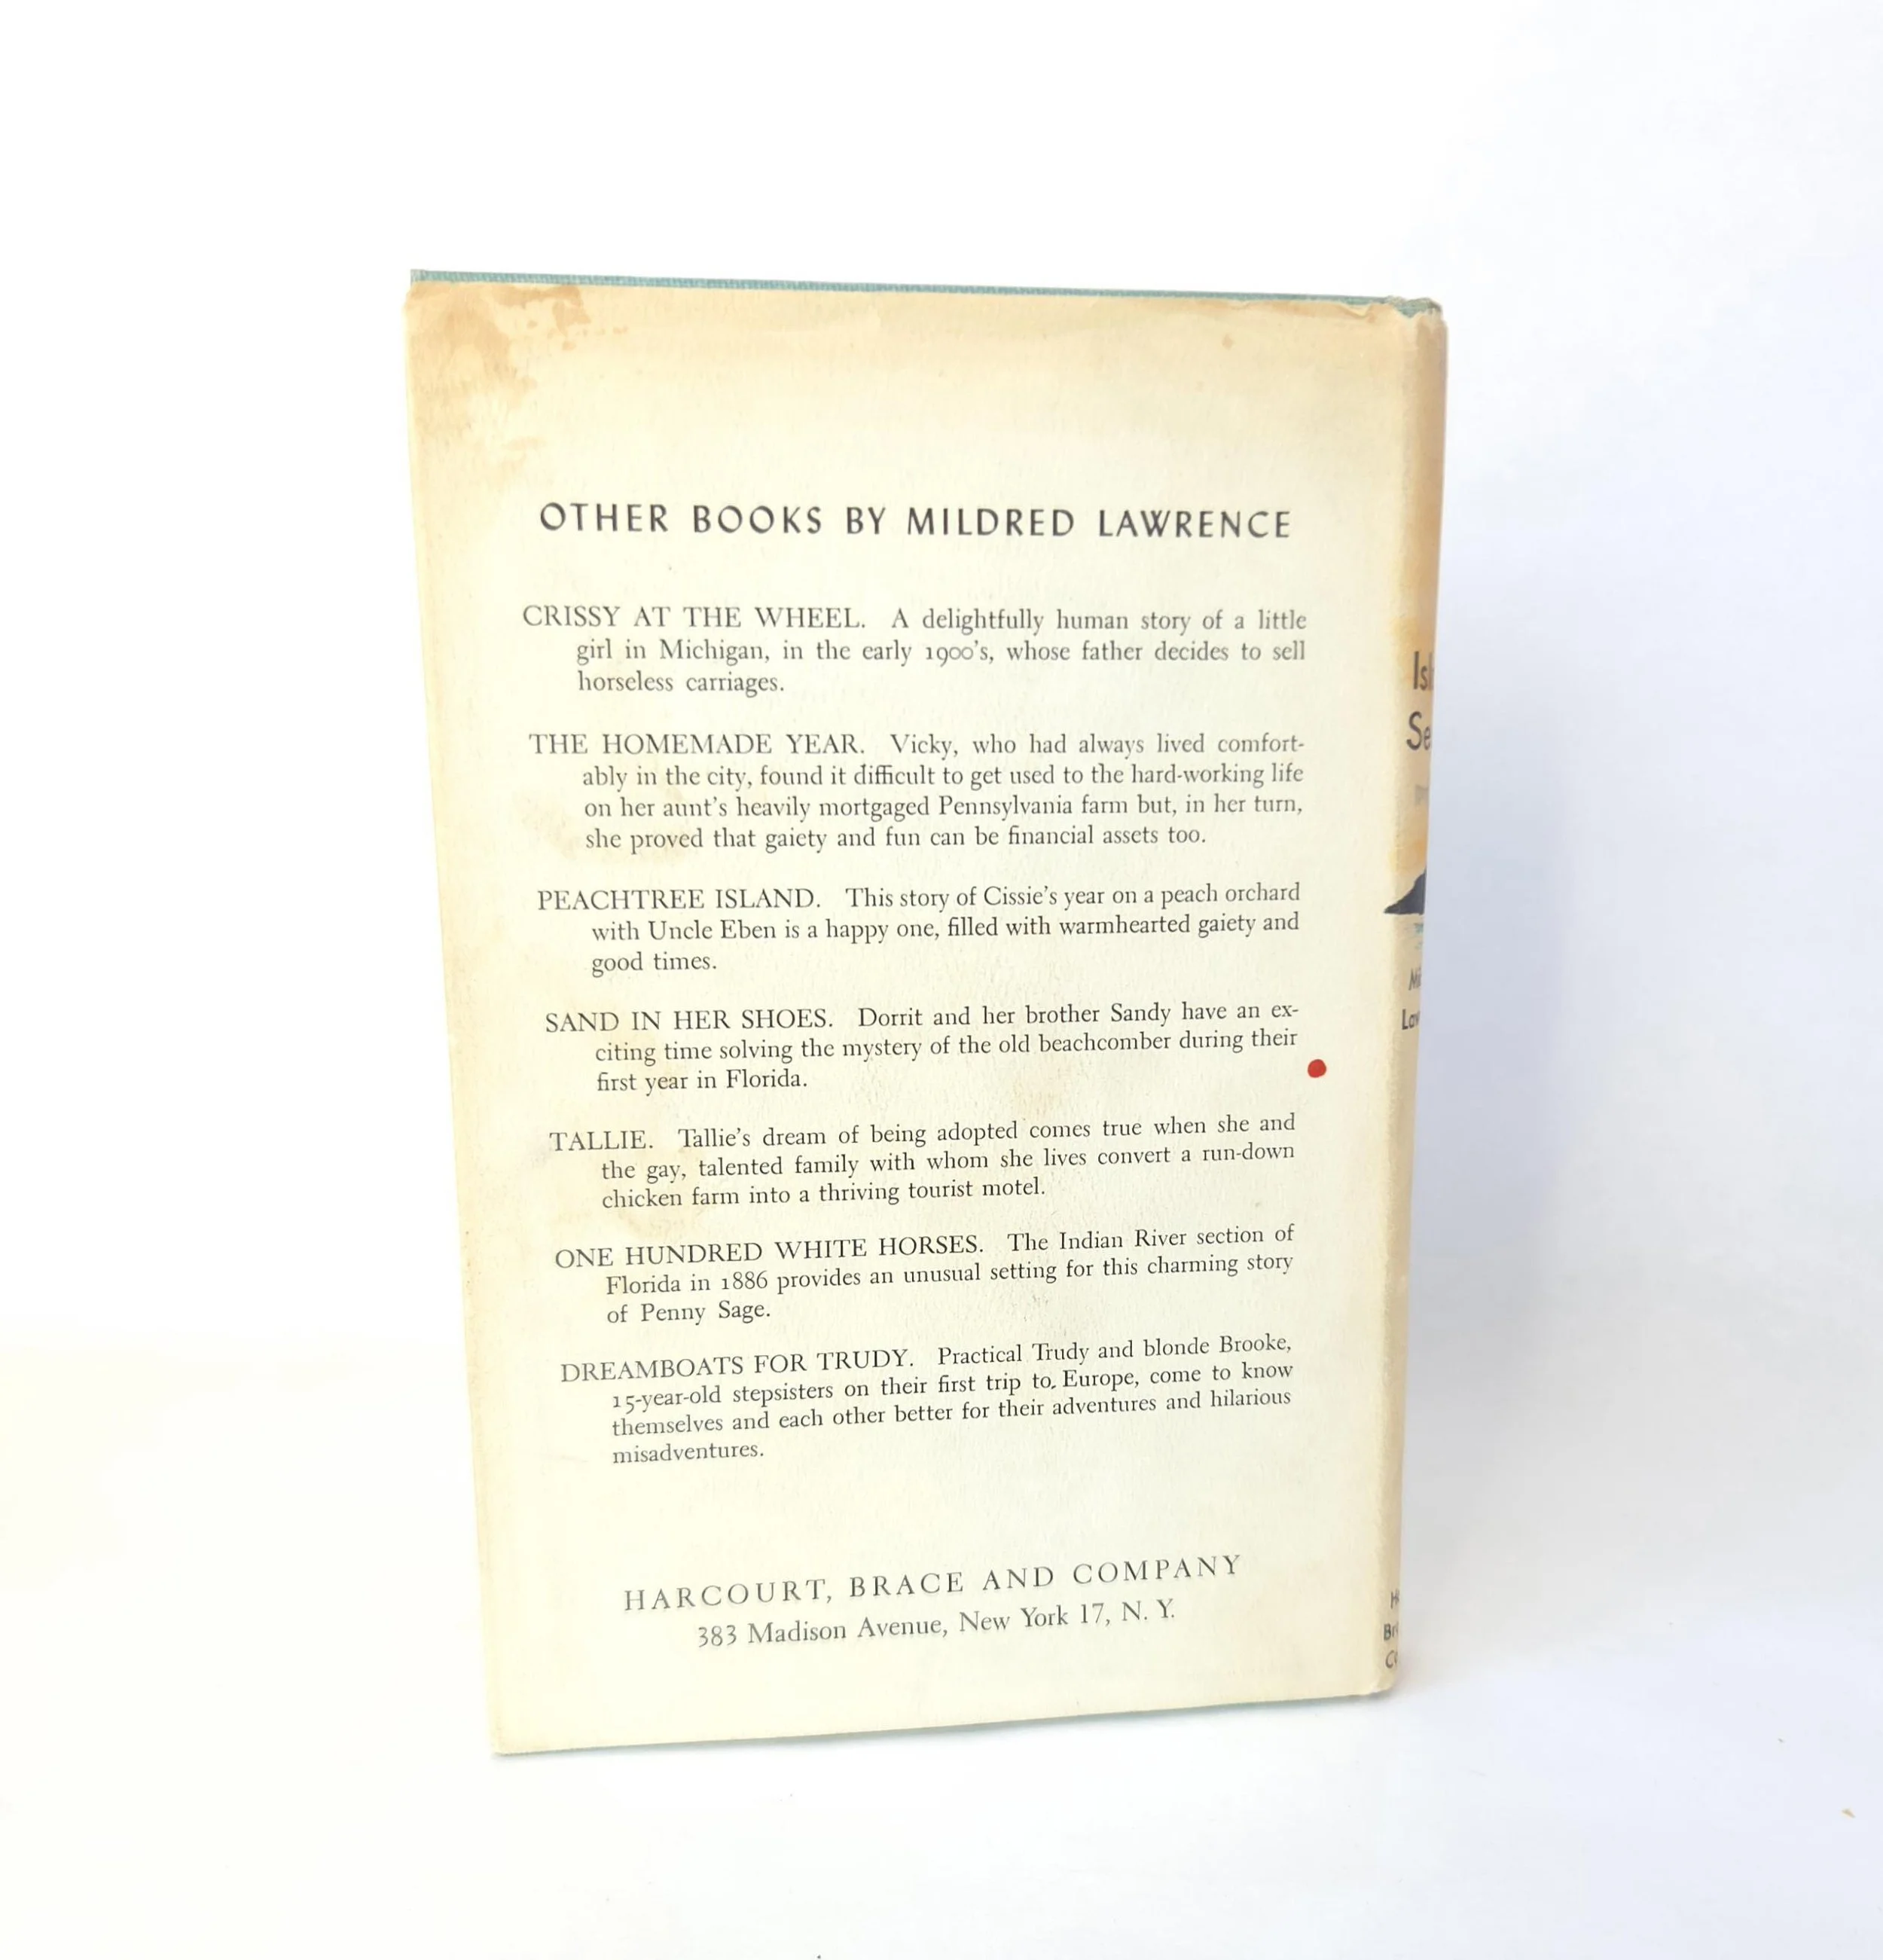 OTHER BOOKS BY MILDRED LAWRENCE
CRISSY AT THE WHEEL. A delightfully human story of a little
girl in Michigan, in the early 1900's, whose father decides to sell
horseless carriages.
THE HOMEMADE YEAR. Vicky, who had always lived comfort-
ably in the city, found it difficult to get used to the hard-working life
on her aunt's heavily mortgaged Pennsylvania farm but, in her turn,
she proved that gaiety and fun can be financial assets too.
PEACHTREE ISLAND. This story of Cissie's year on a peach orchard
with Uncle Eben is a happy one, filled with warmhearted gaiety and
good times.
SAND IN HER SHOES. Dorrit and her brother Sandy have an ex-
citing time solving the mystery of the old beachcomber during their
first year in Florida.
TALLIE. Tallie's dream of being adopted comes true when she and
the gay, talented family with whom she lives convert a run-down
chicken farm into a thriving tourist motel.
ONE HUNDRED WHITE HORSES. The Indian River section of
Florida in 1886 provides an unusual setting for this charming story
of Penny Sage.
DREAMBOATS FOR TRUDY. Practical Trudy and blonde Brooke,
15-year-old stepsisters on their first trip to Europe, come to know
themselves and each other better for their adventures and hilarious
misadventures.
HARCOURT, BRACE AND COMPANY
383 Madison Avenue, New York 17, N. Y.